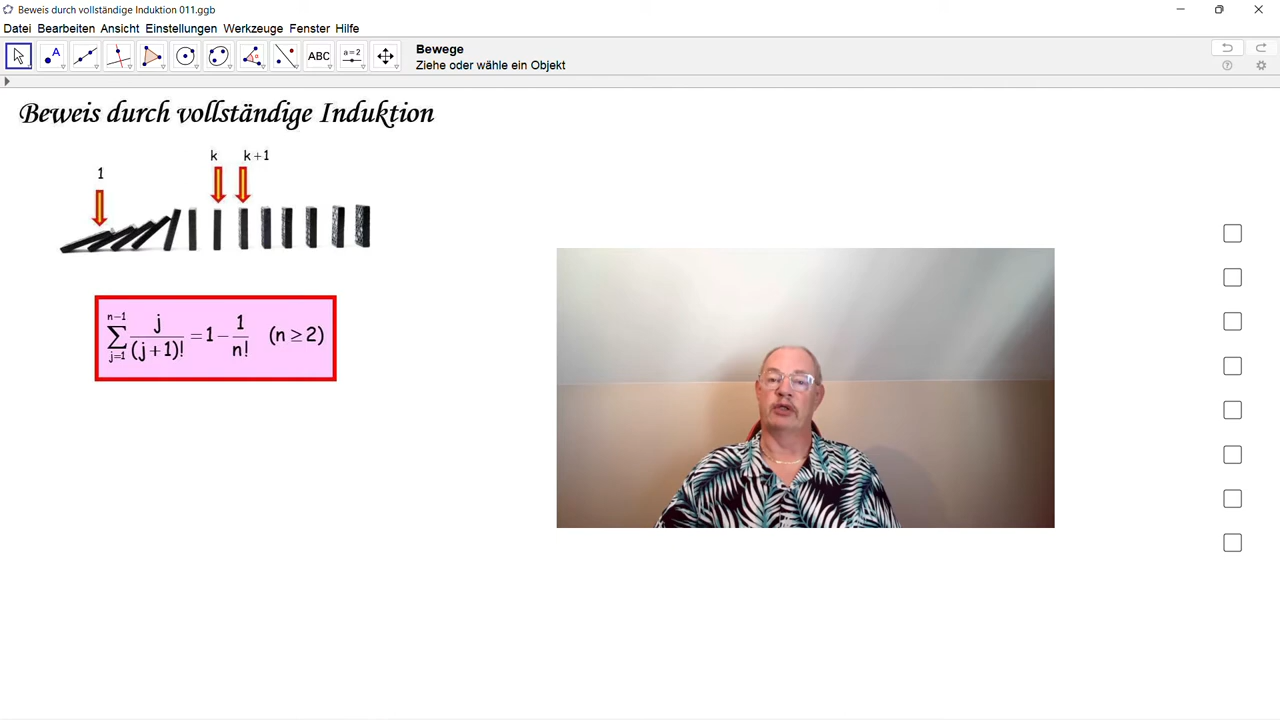 Beweis durch vollständige Induktion 011.ggb
Datei Bearbeiten Ansicht Einstellungen Werkzeuge Fenster Hilfe
A
ABC
a=2
Bewege
Ziehe oder wähle ein Objekt
Beweis durch vollständige Induktion
k k+1
1
n−1
∑ j/(j+1)! = 1 − 1/n! (n ≥ 2)
j=1